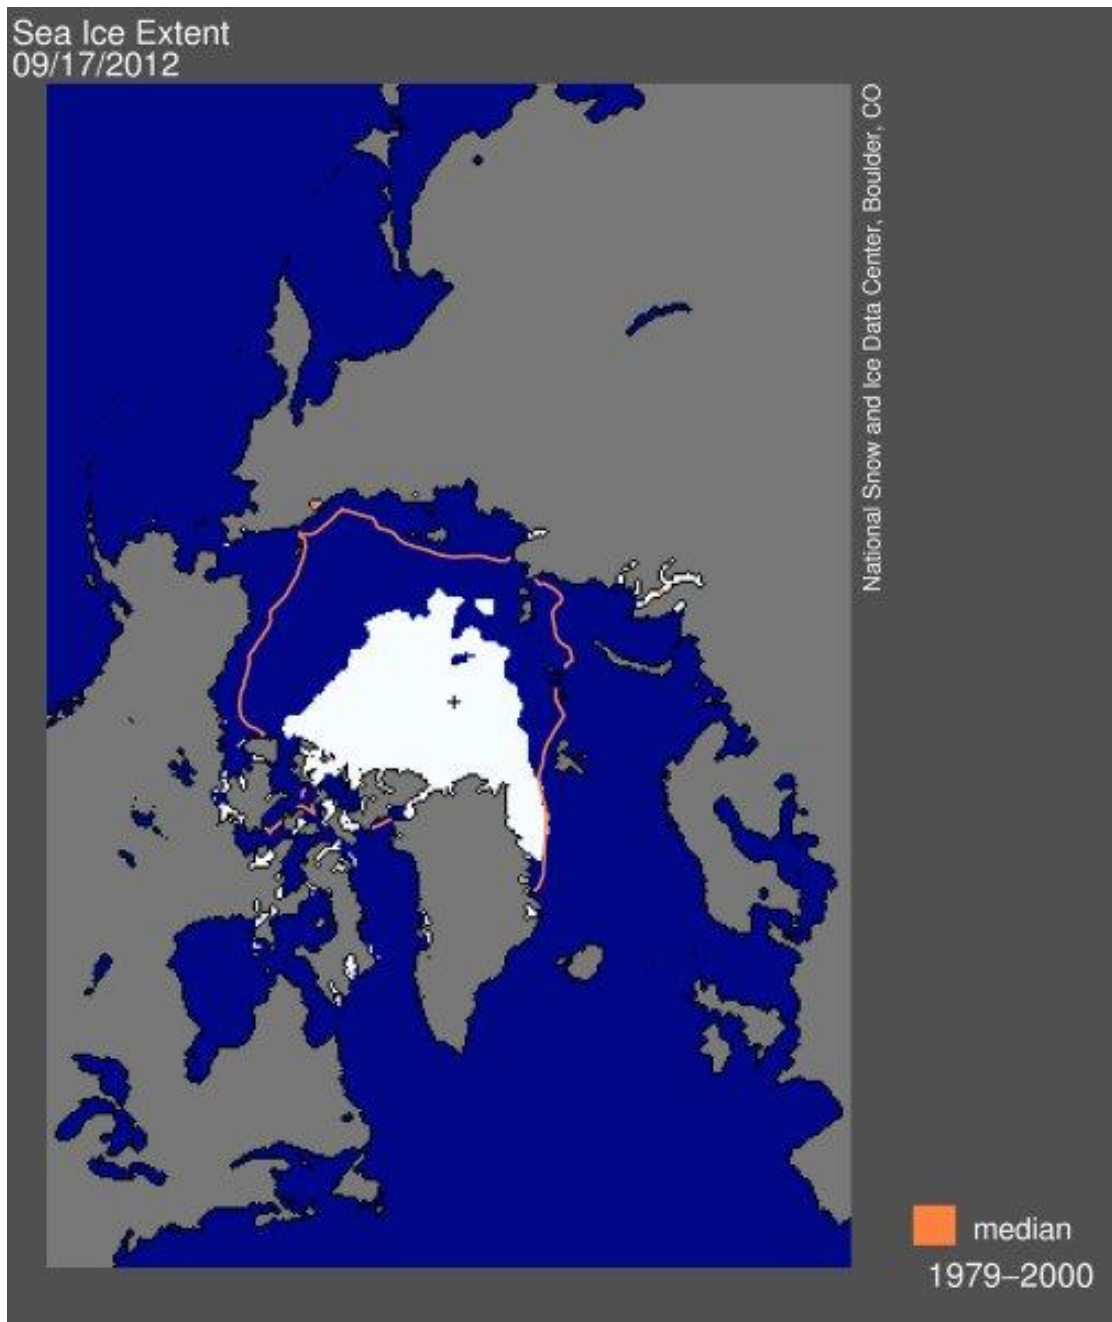 Sea Ice Extent
09/17/2012
National Snow and Ice Data Center, Boulder, CO
median
1979–2000